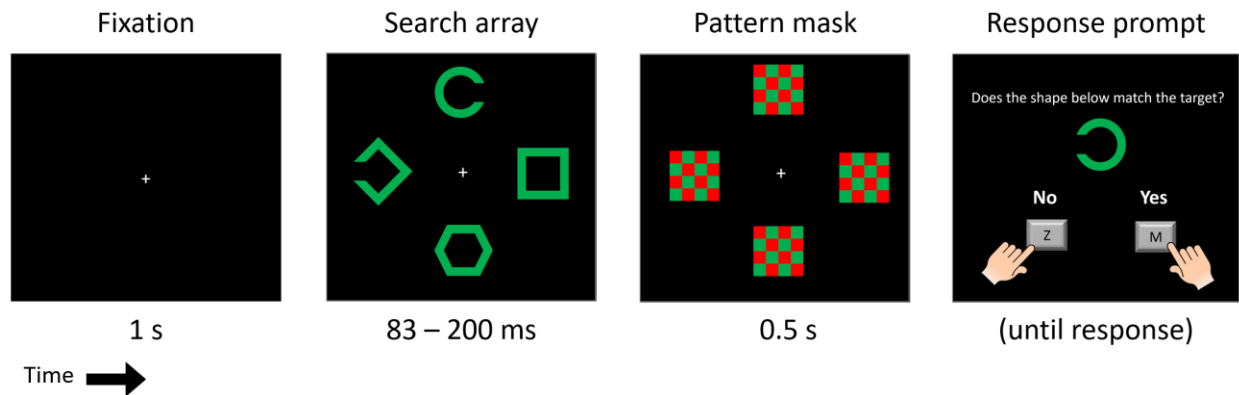 Fixation
Search array
Pattern mask
Response prompt
Does the shape below match the target?
No
Yes
Z
M
1 s
83 – 200 ms
0.5 s
(until response)
Time